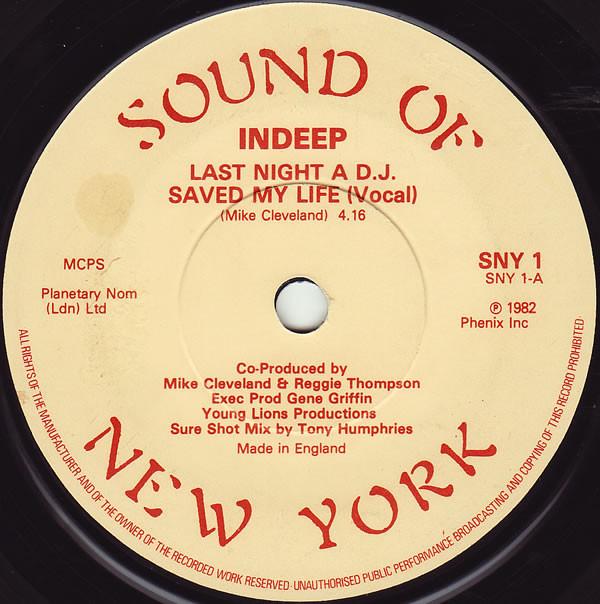 SOUND OF
INDEEP
LAST NIGHT A D.J.
SAVED MY LIFE (Vocal)
(Mike Cleveland) 4.16
MCPS
Planetary Nom
(Ldn) Ltd
SNY 1
SNY 1-A
℗ 1982
Phenix Inc
Co-Produced by
Mike Cleveland & Reggie Thompson
Exec Prod Gene Griffin
Young Lions Productions
Sure Shot Mix by Tony Humphries
Made in England
NEW YORK
ALL RIGHTS OF THE MANUFACTURER AND OF THE OWNER OF THE RECORDED WORK RESERVED · UNAUTHORISED PUBLIC PERFORMANCE BROADCASTING AND COPYING OF THIS RECORD PROHIBITED ·